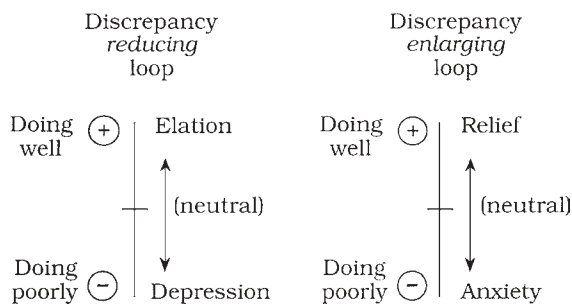 Discrepancy
reducing
loop
Doing
well
+
Elation
(neutral)
Doing
poorly
−
Depression
Discrepancy
enlarging
loop
Doing
well
+
Relief
(neutral)
Doing
poorly
−
Anxiety